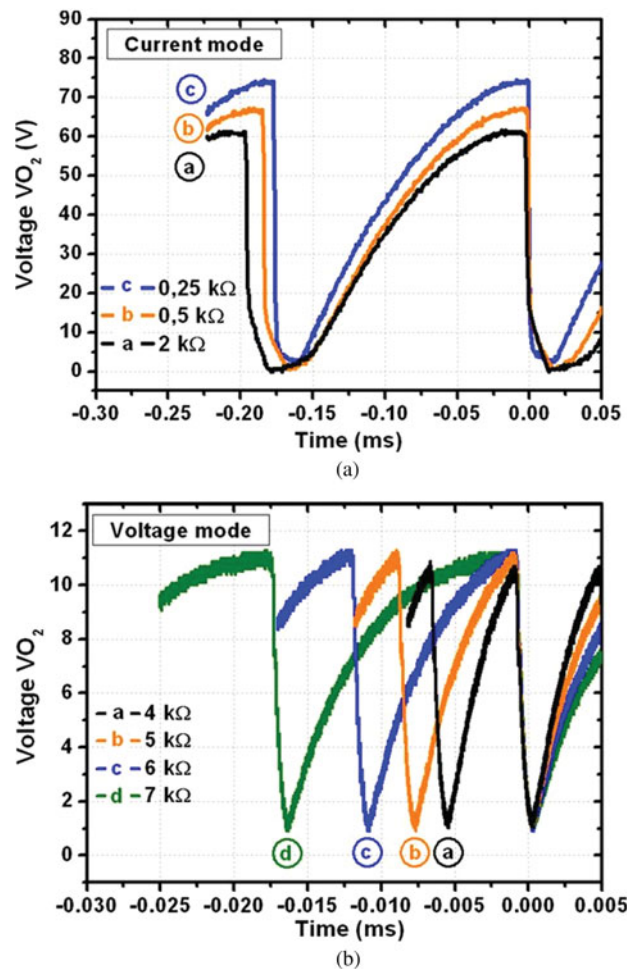 Current mode
Voltage VO₂ (V)
90
80
70
60
50
40
30
20
10
0
c
b
a
c – 0,25 kΩ
b – 0,5 kΩ
a – 2 kΩ
-0.30 -0.25 -0.20 -0.15 -0.10 -0.05 0.00 0.05
Time (ms)
(a)
Voltage mode
Voltage VO₂
12
10
8
6
4
2
0
a – 4 kΩ
b – 5 kΩ
c – 6 kΩ
d – 7 kΩ
d c b a
-0.030 -0.025 -0.020 -0.015 -0.010 -0.005 0.000 0.005
Time (ms)
(b)